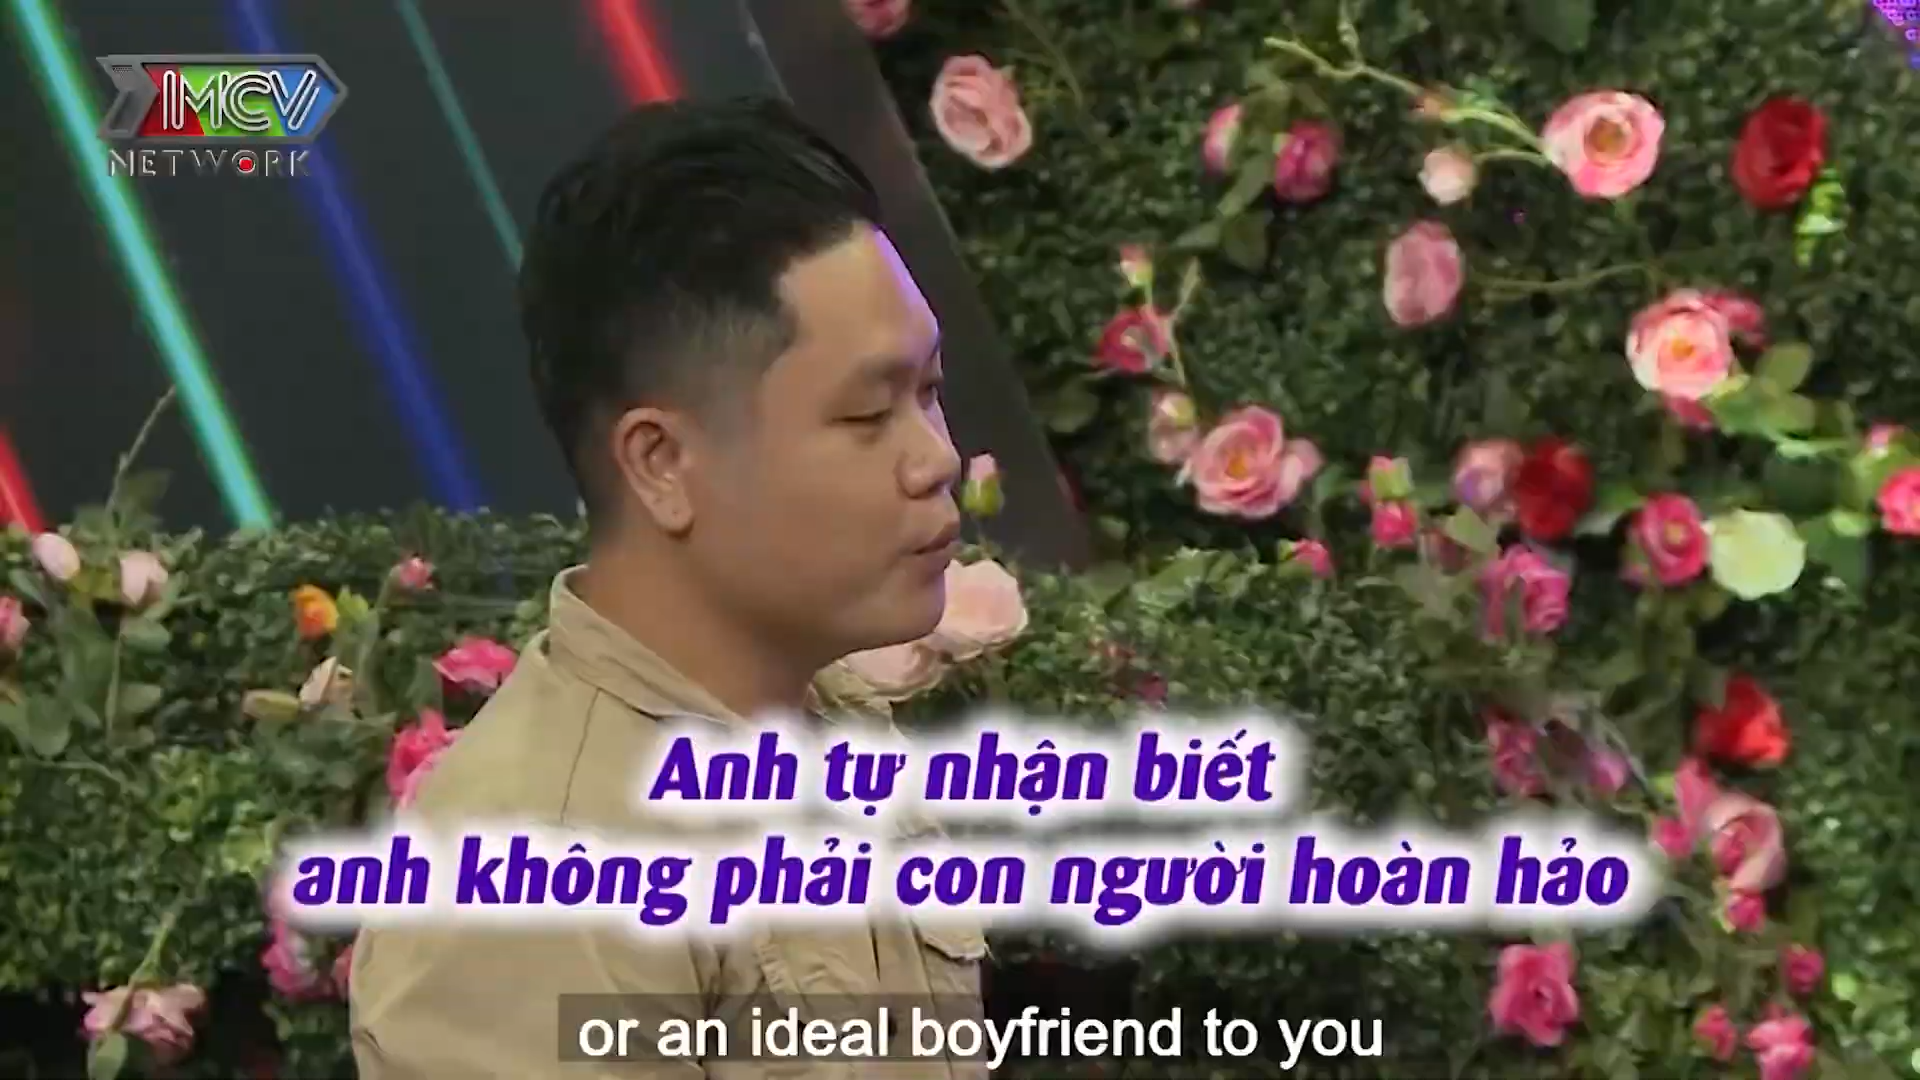 MCV
NETWORK
Anh tự nhận biết
anh không phải con người hoàn hảo
or an ideal boyfriend to you